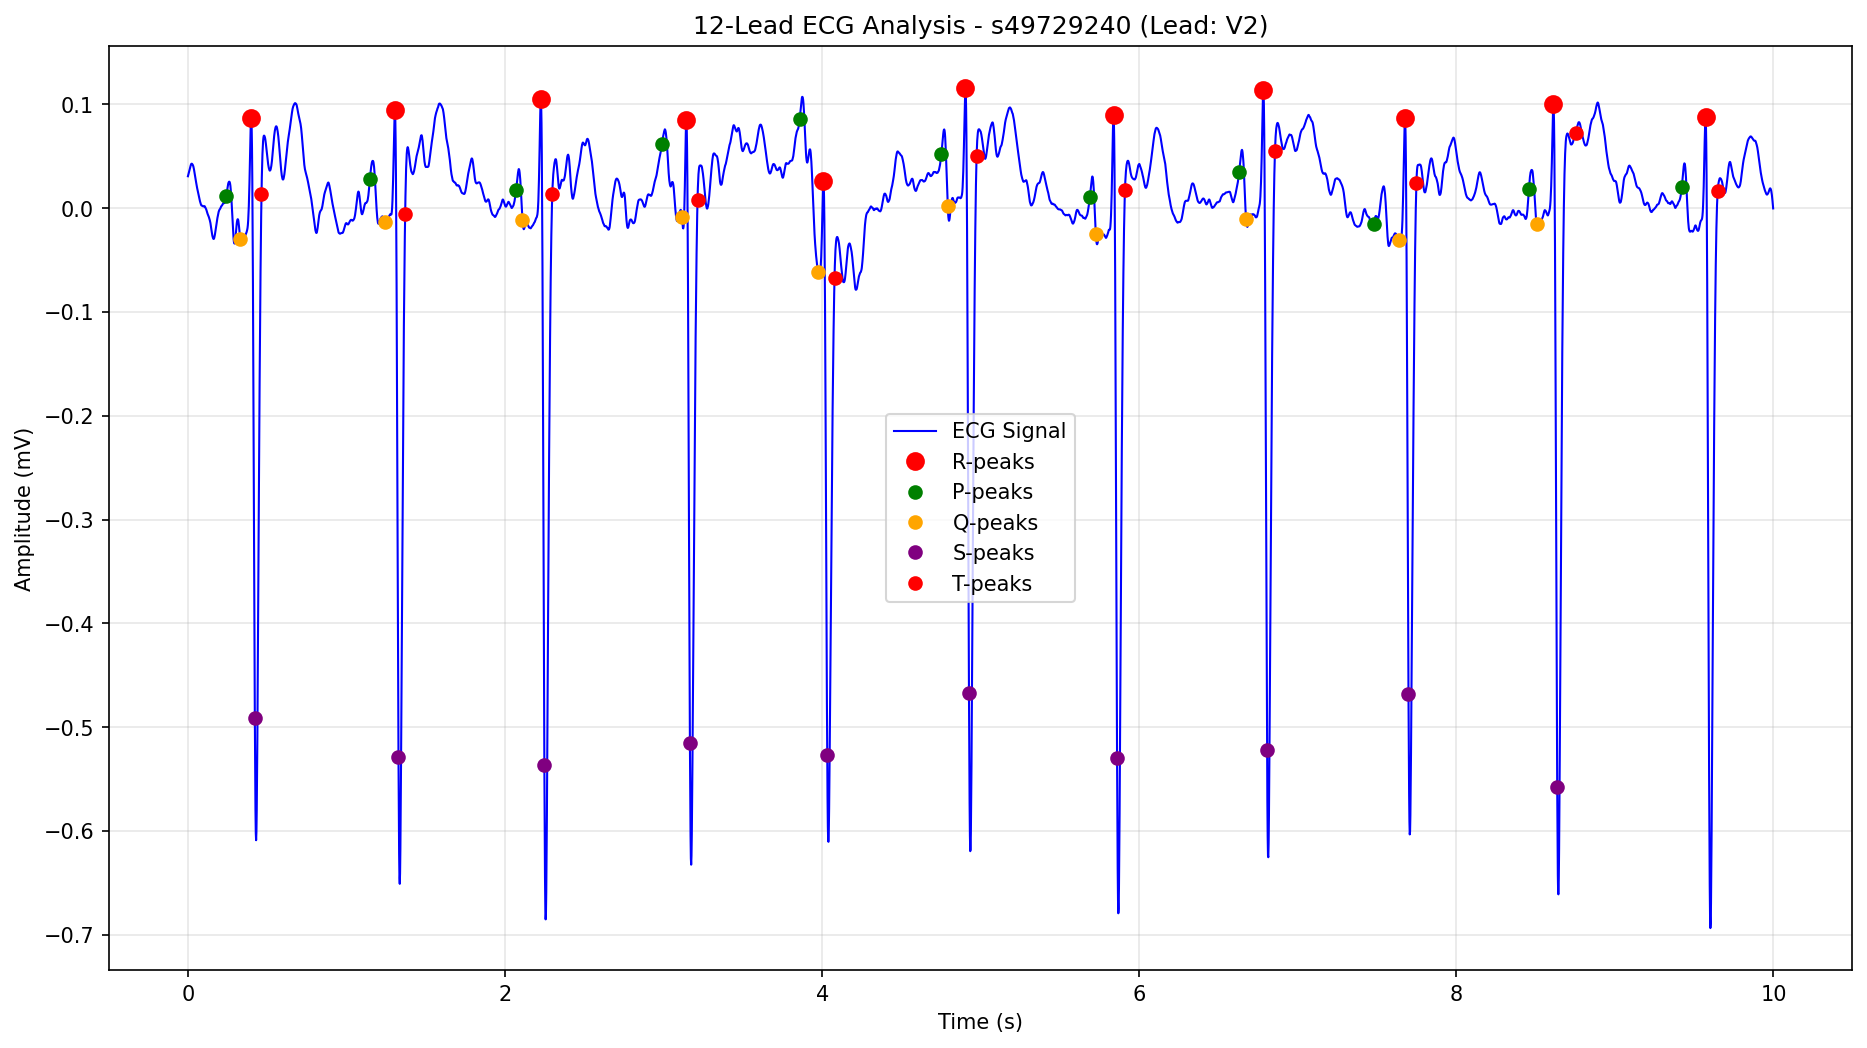 12-Lead ECG Analysis - s49729240 (Lead: V2)
Amplitude (mV)
0.1
0.0
−0.1
−0.2
−0.3
−0.4
−0.5
−0.6
−0.7
ECG Signal
R-peaks
P-peaks
Q-peaks
S-peaks
T-peaks
0 2 4 6 8 10
Time (s)